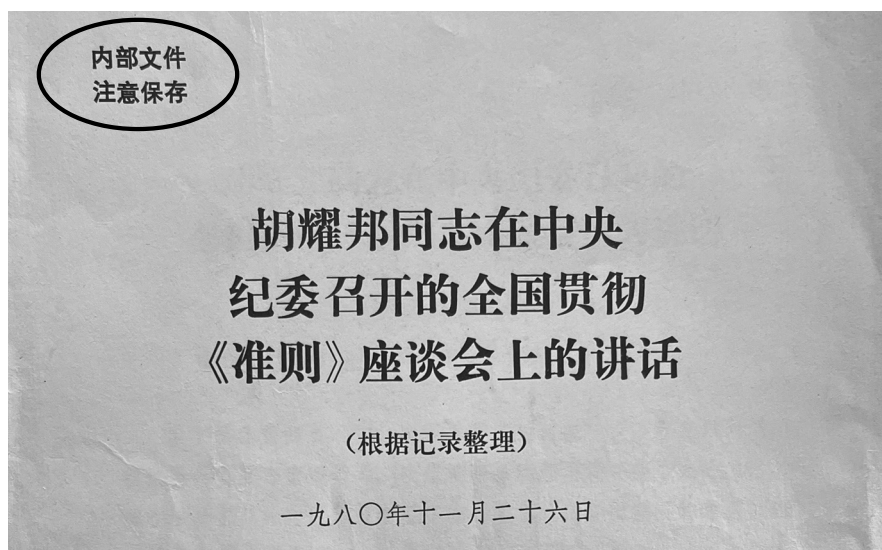 内部文件
注意保存
胡耀邦同志在中央
纪委召开的全国贯彻
《准则》座谈会上的讲话
（根据记录整理）
一九八〇年十一月二十六日